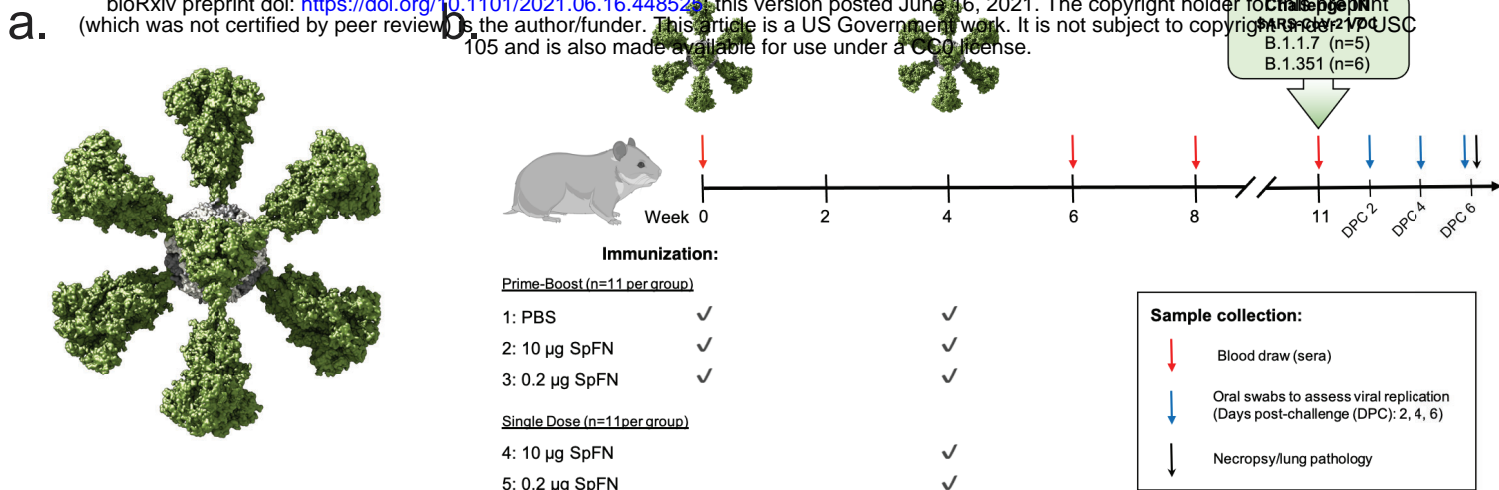 bioRxiv preprint doi: https://doi.org/10.1101/2021.06.16.448525; this version posted June 16, 2021. The copyright holder for this preprint
(which was not certified by peer review) is the author/funder. This article is a US Government work. It is not subject to copyright under 17 USC
105 and is also made available for use under a CC0 license.
a.
b.
Challenge IN
SARS-CoV-2 VOC
B.1.1.7 (n=5)
B.1.351 (n=6)
Week 0 2 4 6 8 11 DPC 2 DPC 4 DPC 6
Immunization:
Prime-Boost (n=11 per group)
1: PBS ✓ ✓
2: 10 µg SpFN ✓ ✓
3: 0.2 µg SpFN ✓ ✓
Single Dose (n=11per group)
4: 10 µg SpFN ✓
5: 0.2 µg SpFN ✓
Sample collection:
Blood draw (sera)
Oral swabs to assess viral replication
(Days post-challenge (DPC): 2, 4, 6)
Necropsy/lung pathology